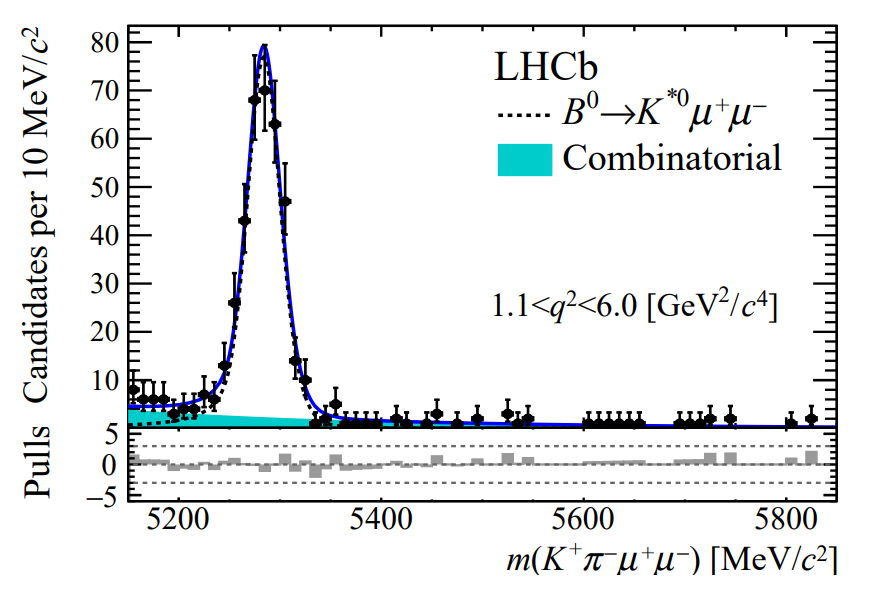 Candidates per 10 MeV/c²
80
70
60
50
40
30
20
10
LHCb
B⁰→K*⁰μ⁺μ⁻
Combinatorial
1.1<q²<6.0 [GeV²/c⁴]
Pulls
5
0
−5
5200 5400 5600 5800
m(K⁺π⁻μ⁺μ⁻) [MeV/c²]